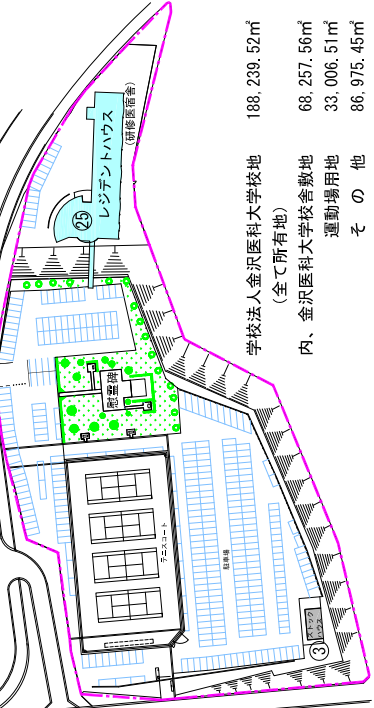 ㉕
レジデントハウス
(研修医宿舎)
慰霊碑
テニスコート
駐車場
③
ストック
ハウス
学校法人金沢医科大学校地 188,239.52㎡
(全て所有地)
内、金沢医科大学校舎敷地 68,257.56㎡
運動場用地 33,006.51㎡
そ の 他 86,975.45㎡